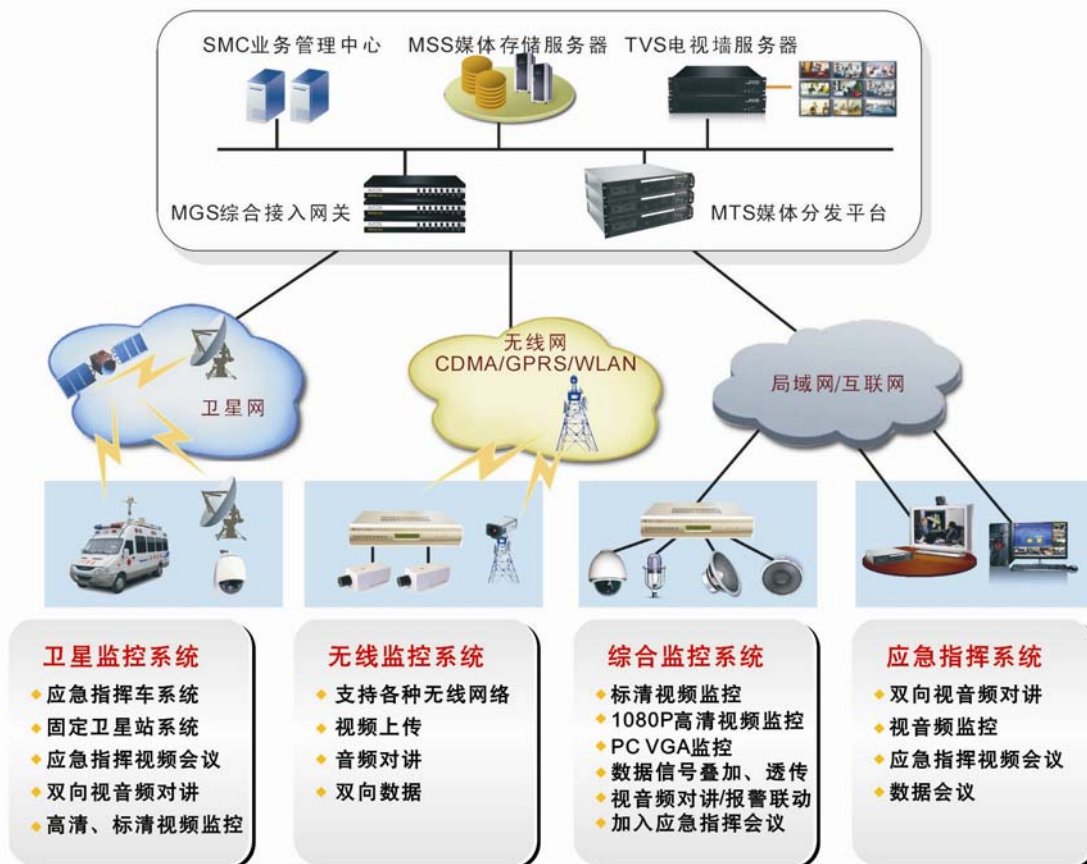 SMC业务管理中心
MSS媒体存储服务器
TVS电视墙服务器
MGS综合接入网关
MTS媒体分发平台
卫星网
无线网
CDMA/GPRS/WLAN
局域网/互联网
卫星监控系统
应急指挥车系统
固定卫星站系统
应急指挥视频会议
双向视音频对讲
高清、标清视频监控
无线监控系统
支持各种无线网络
视频上传
音频对讲
双向数据
综合监控系统
标清视频监控
1080P高清视频监控
PC VGA监控
数据信号叠加、透传
视音频对讲/报警联动
加入应急指挥会议
应急指挥系统
双向视音频对讲
视音频监控
应急指挥视频会议
数据会议